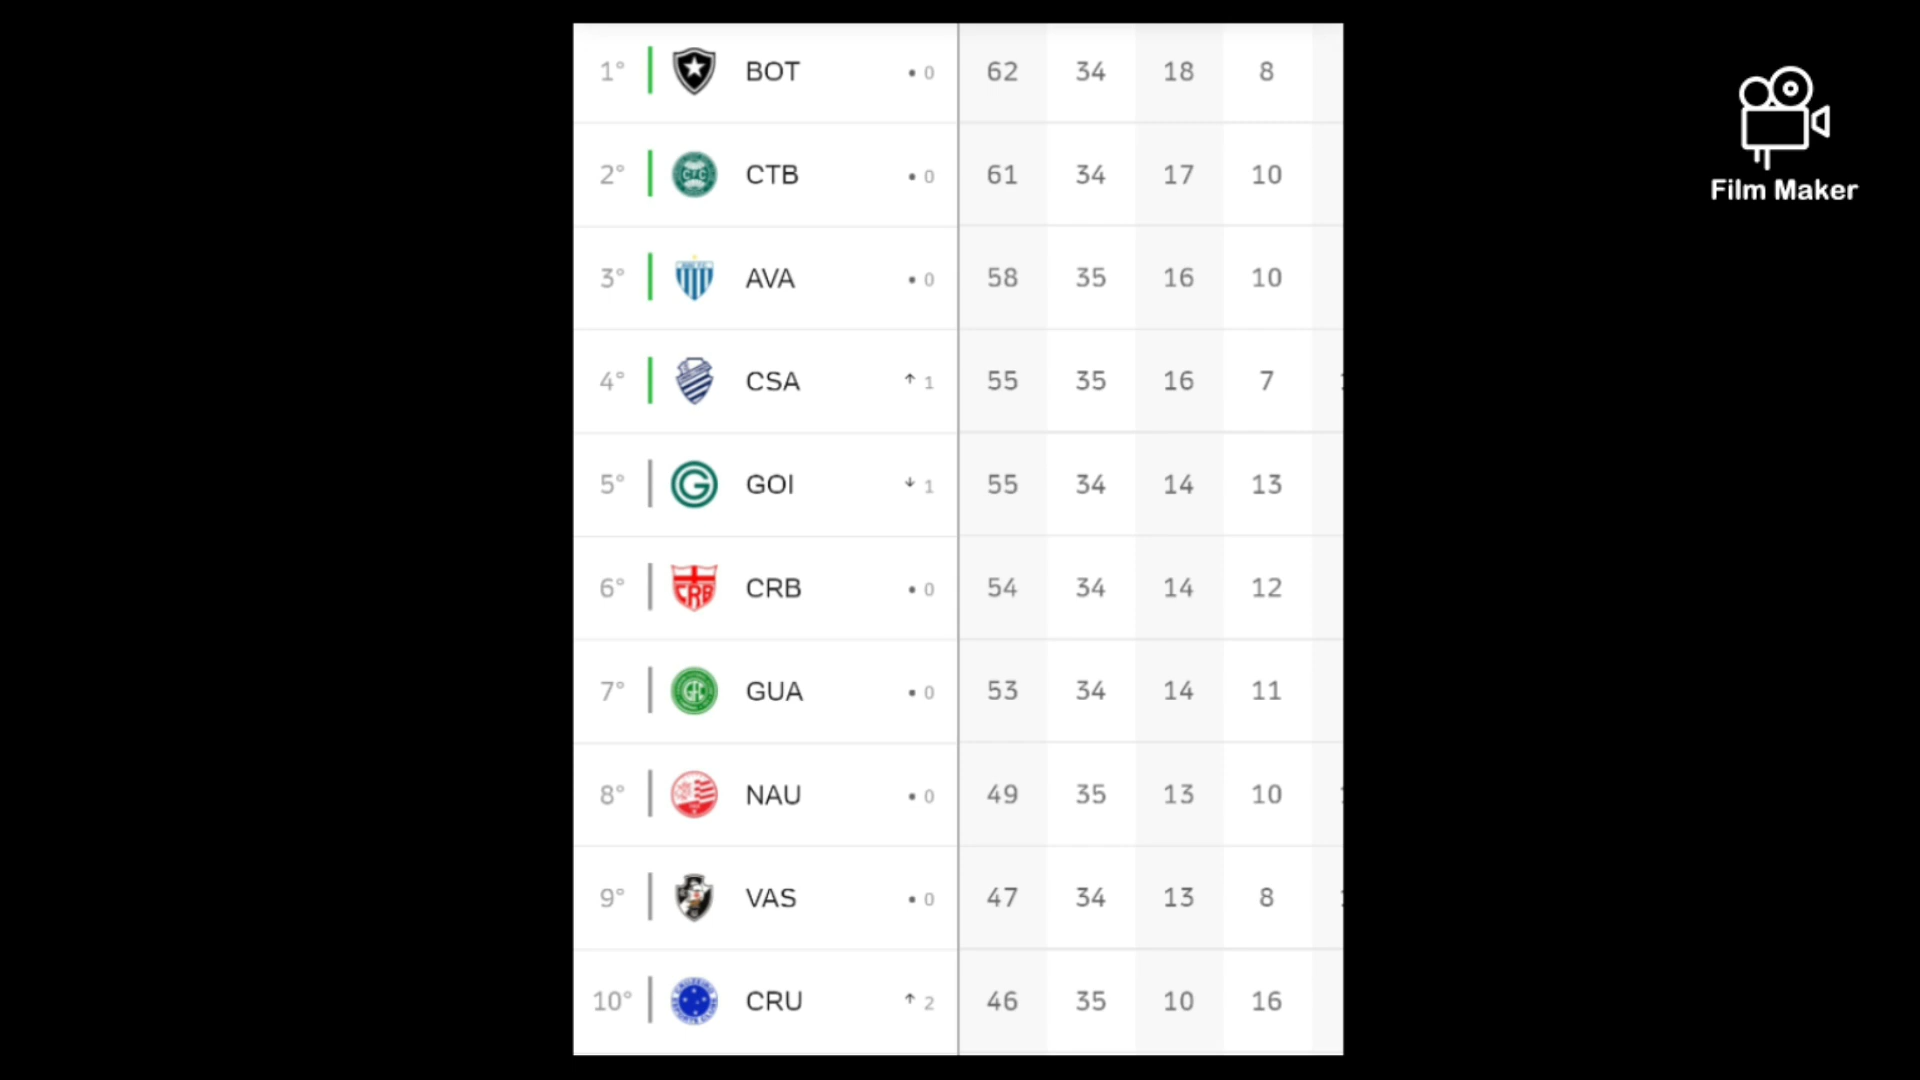 1° BOT • 0 62 34 18 8
2° CFC CTB • 0 61 34 17 10
3° AVA • 0 58 35 16 10
4° CSA ↑ 1 55 35 16 7
5° G GOI ↓ 1 55 34 14 13
6° CRB CRB • 0 54 34 14 12
7° GFC GUA • 0 53 34 14 11
8° NAU • 0 49 35 13 10
9° VAS • 0 47 34 13 8
10° CRU ↑ 2 46 35 10 16
Film Maker